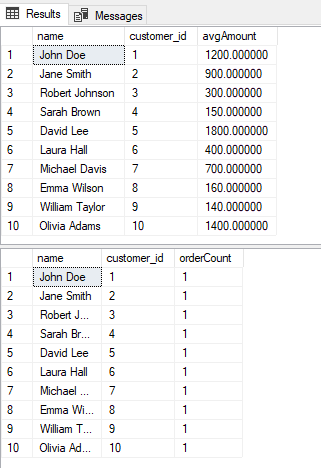 Results Messages
name customer_id avgAmount
1 John Doe 1 1200.000000
2 Jane Smith 2 900.000000
3 Robert Johnson 3 300.000000
4 Sarah Brown 4 150.000000
5 David Lee 5 1800.000000
6 Laura Hall 6 400.000000
7 Michael Davis 7 700.000000
8 Emma Wilson 8 160.000000
9 William Taylor 9 140.000000
10 Olivia Adams 10 1400.000000
name customer_id orderCount
1 John Doe 1 1
2 Jane Smith 2 1
3 Robert J... 3 1
4 Sarah Br... 4 1
5 David Lee 5 1
6 Laura Hall 6 1
7 Michael ... 7 1
8 Emma Wi... 8 1
9 William T... 9 1
10 Olivia Ad... 10 1